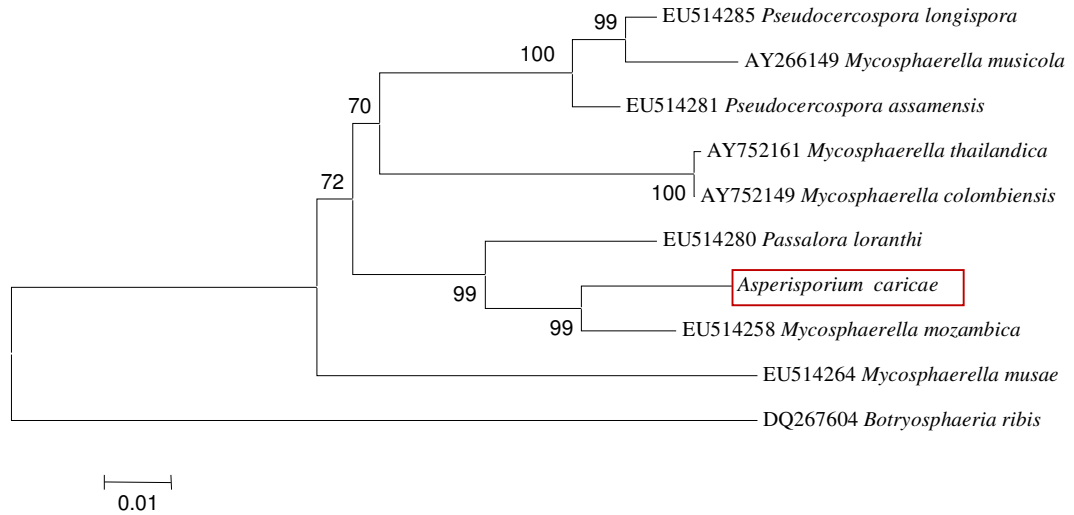 EU514285 Pseudocercospora longispora
99
AY266149 Mycosphaerella musicola
100
EU514281 Pseudocercospora assamensis
70
AY752161 Mycosphaerella thailandica
72
100
AY752149 Mycosphaerella colombiensis
EU514280 Passalora loranthi
99
Asperisporium caricae
99
EU514258 Mycosphaerella mozambica
EU514264 Mycosphaerella musae
DQ267604 Botryosphaeria ribis
0.01